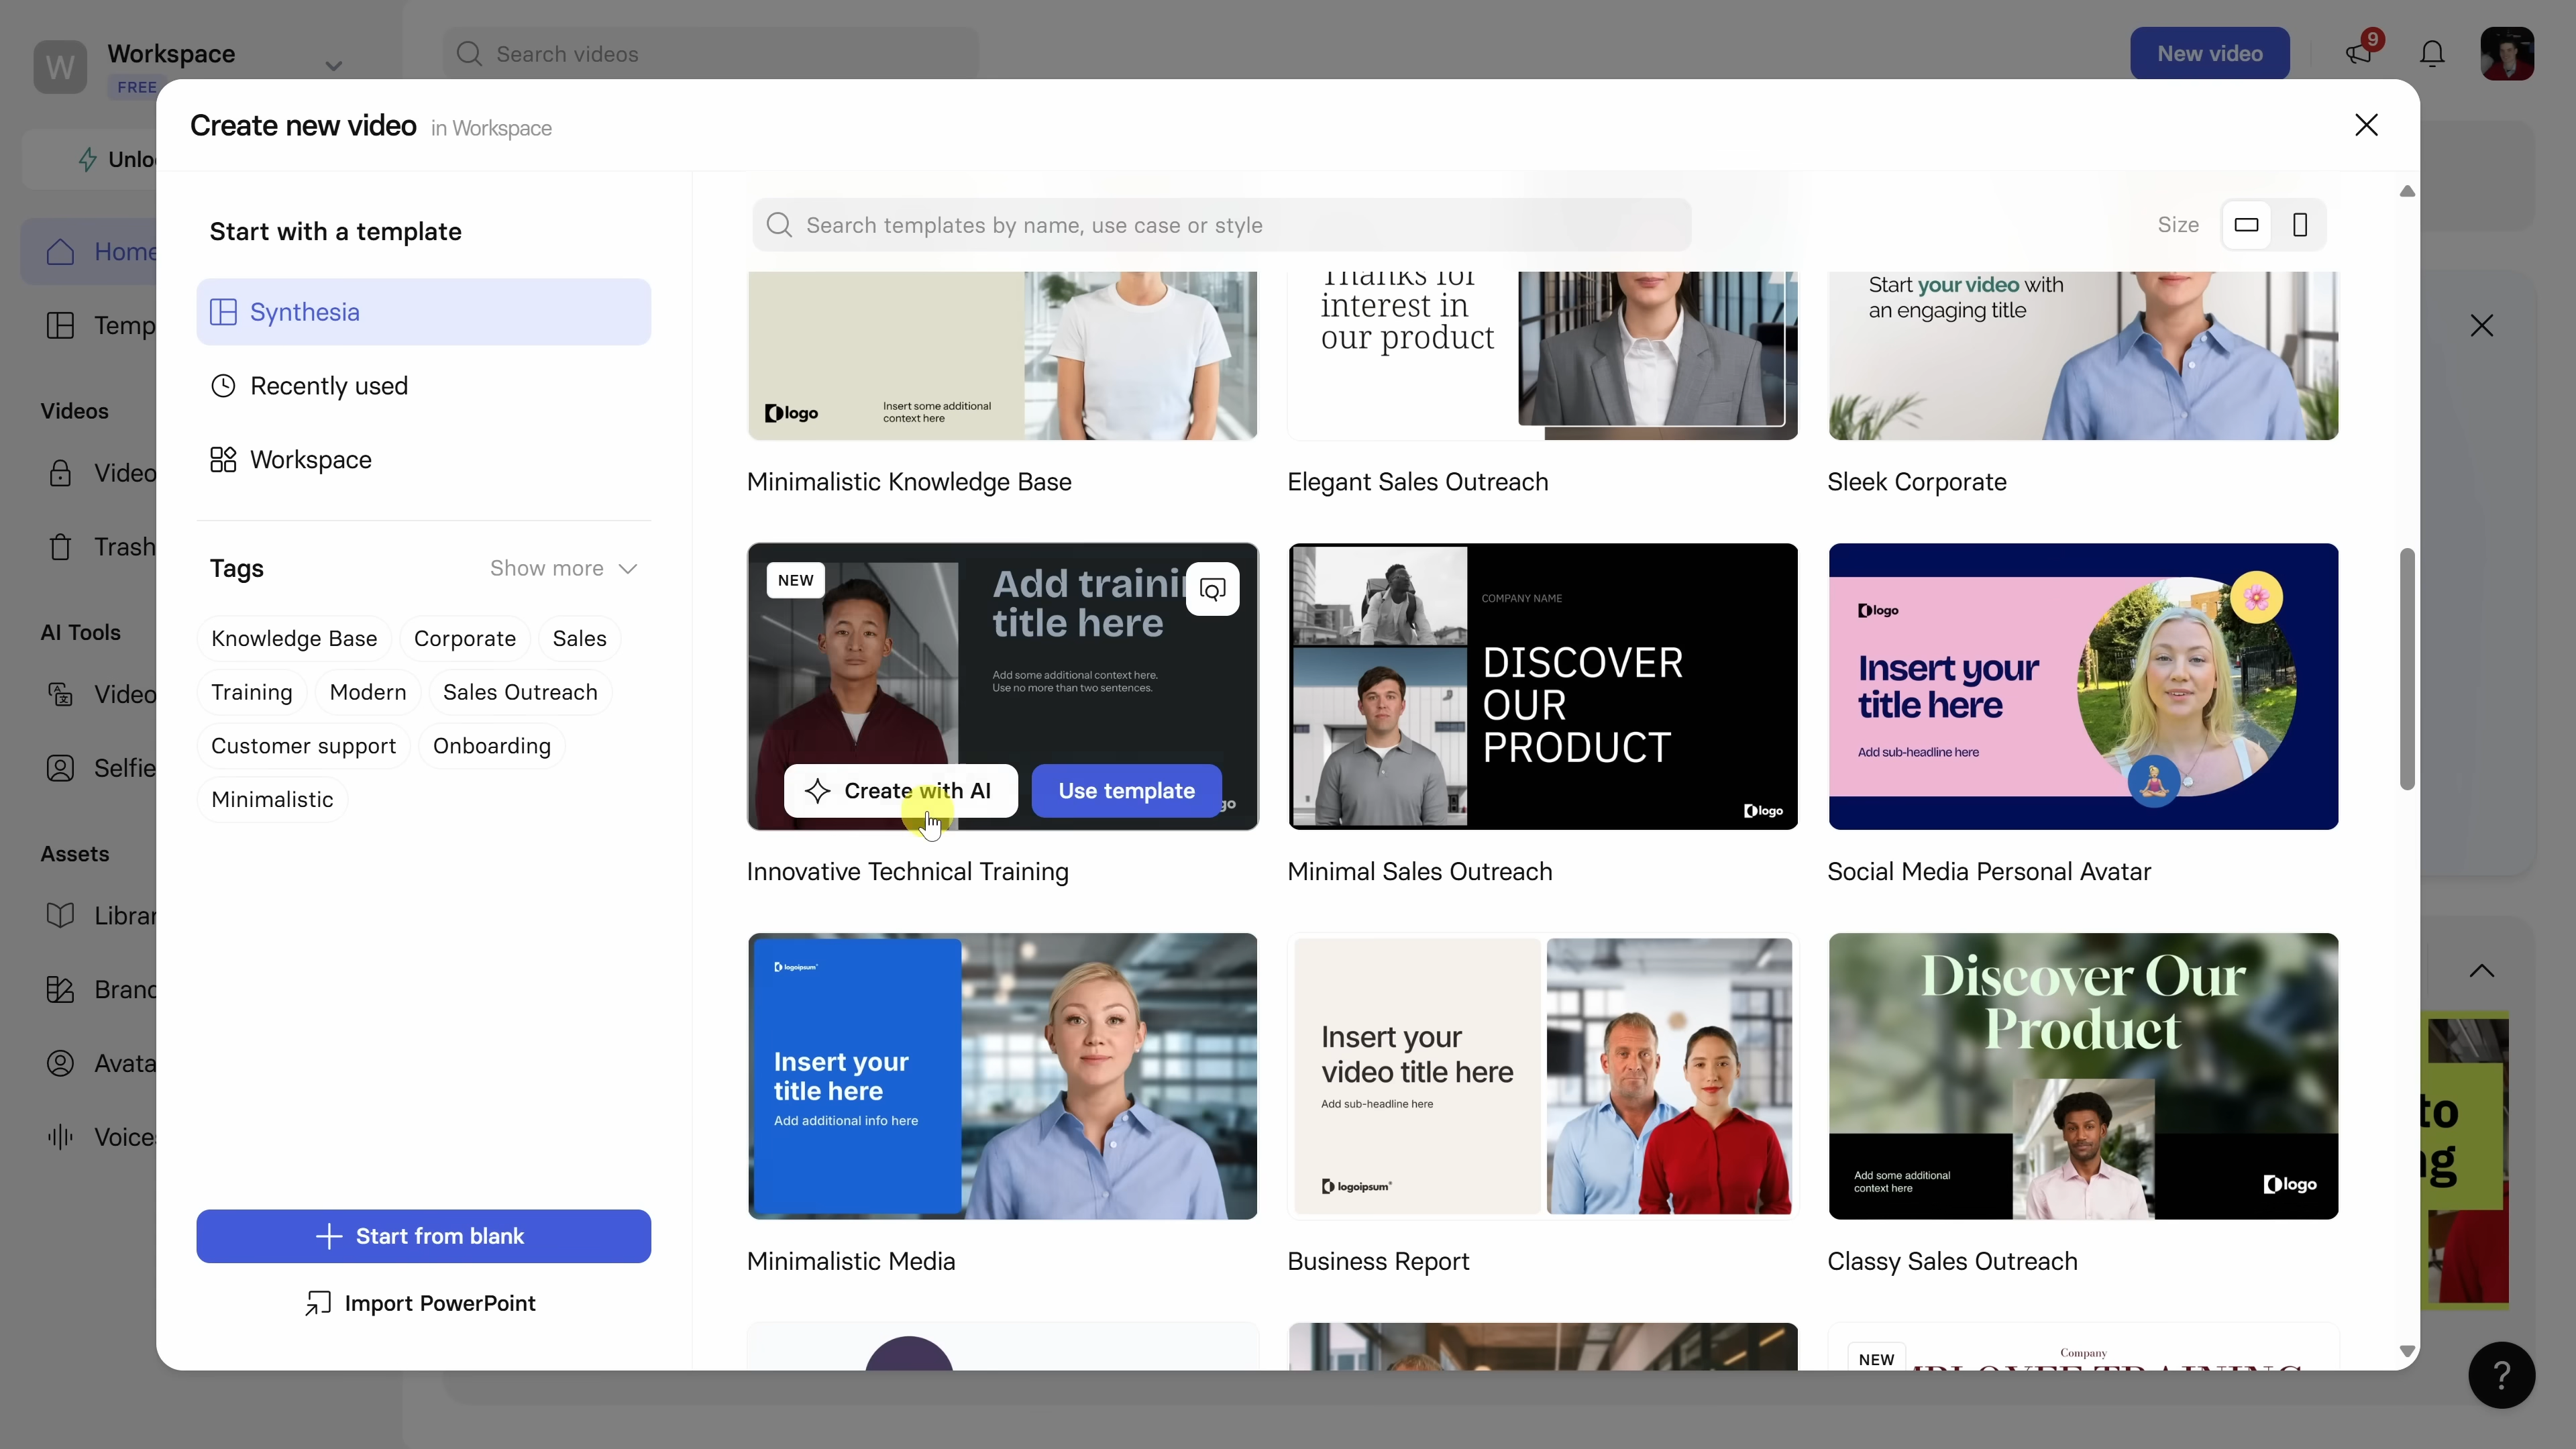 W
Workspace
FREE
Search videos
New video
9
Unlo
Home
Temp
Videos
Video
Trash
AI Tools
Video
Selfie
Assets
Librar
Branc
Avata
Voice
Create new video in Workspace
Start with a template
Synthesia
Recently used
Workspace
Tags
Show more
Knowledge Base
Corporate
Sales
Training
Modern
Sales Outreach
Customer support
Onboarding
Minimalistic
Start from blank
Import PowerPoint
Search templates by name, use case or style
Size
logo
Insert some additional
context here
Minimalistic Knowledge Base
Thanks for
interest in
our product
Elegant Sales Outreach
Start your video with
an engaging title
Sleek Corporate
NEW
Add traini
title here
Add some additional context here.
Use no more than two sentences.
Create with AI
Use template
go
Innovative Technical Training
COMPANY NAME
DISCOVER
OUR
PRODUCT
logo
Minimal Sales Outreach
logo
Insert your
title here
Add sub-headline here
Social Media Personal Avatar
logoipsum
Insert your
title here
Add additional info here
Minimalistic Media
Insert your
video title here
Add sub-headline here
logoipsum
Business Report
Discover Our
Product
Add some additional
context here
logo
Classy Sales Outreach
NEW
Company
to
g
?